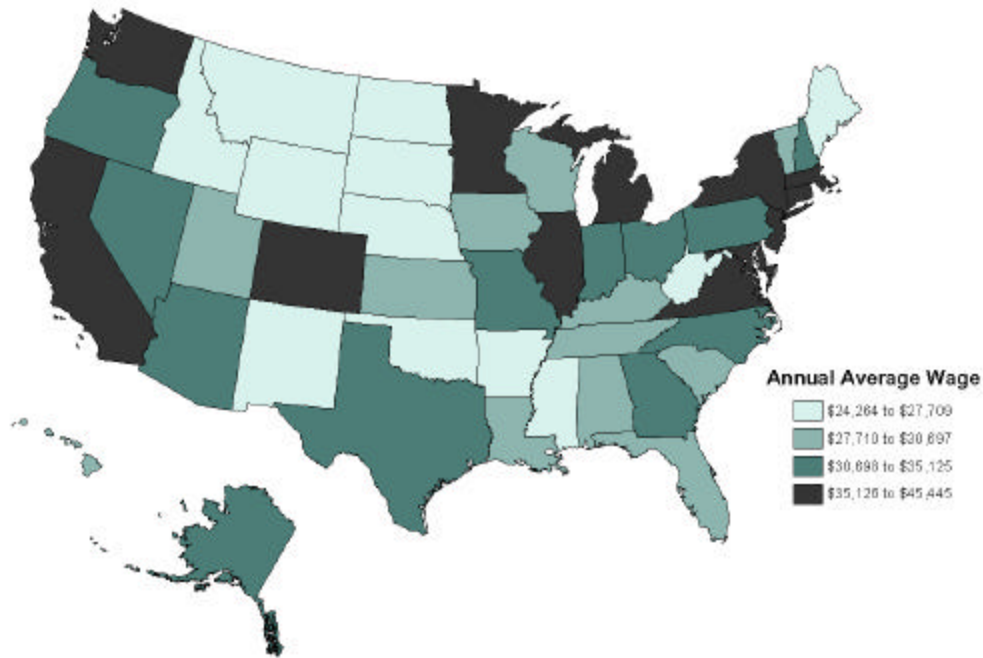 Annual Average Wage
$24,264 to $27,709
$27,710 to $30,697
$30,698 to $35,125
$35,126 to $45,445